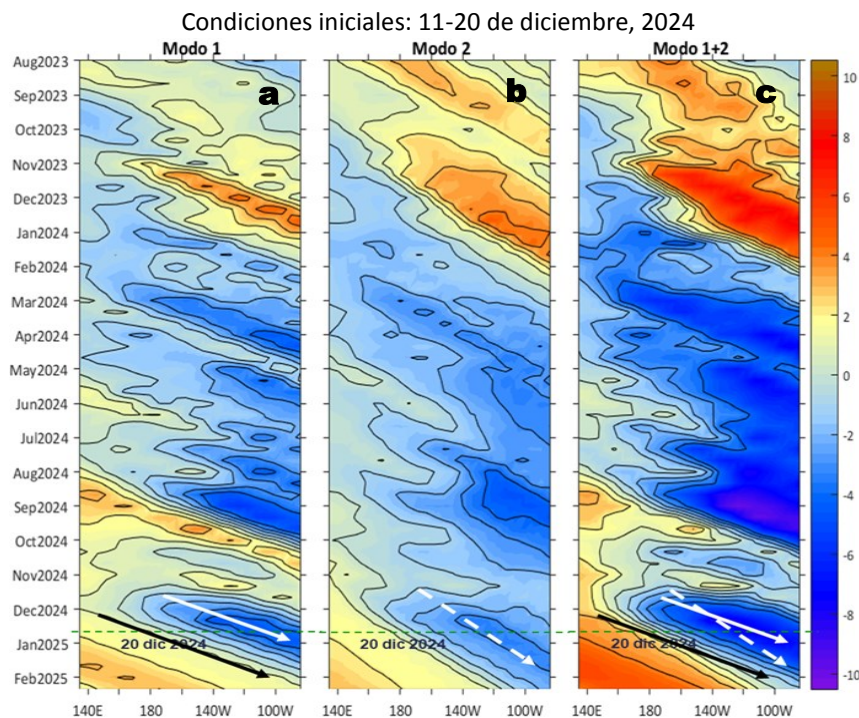 Condiciones iniciales: 11-20 de diciembre, 2024
Modo 1
Modo 2
Modo 1+2
a
b
c
Aug2023
Sep2023
Oct2023
Nov2023
Dec2023
Jan2024
Feb2024
Mar2024
Apr2024
May2024
Jun2024
Jul2024
Aug2024
Sep2024
Oct2024
Nov2024
Dec2024
Jan2025
Feb2025
20 dic 2024
20 dic 2024
20 dic 2024
140E 180 140W 100W
140E 180 140W 100W
140E 180 140W 100W
10
8
6
4
2
0
-2
-4
-6
-8
-10